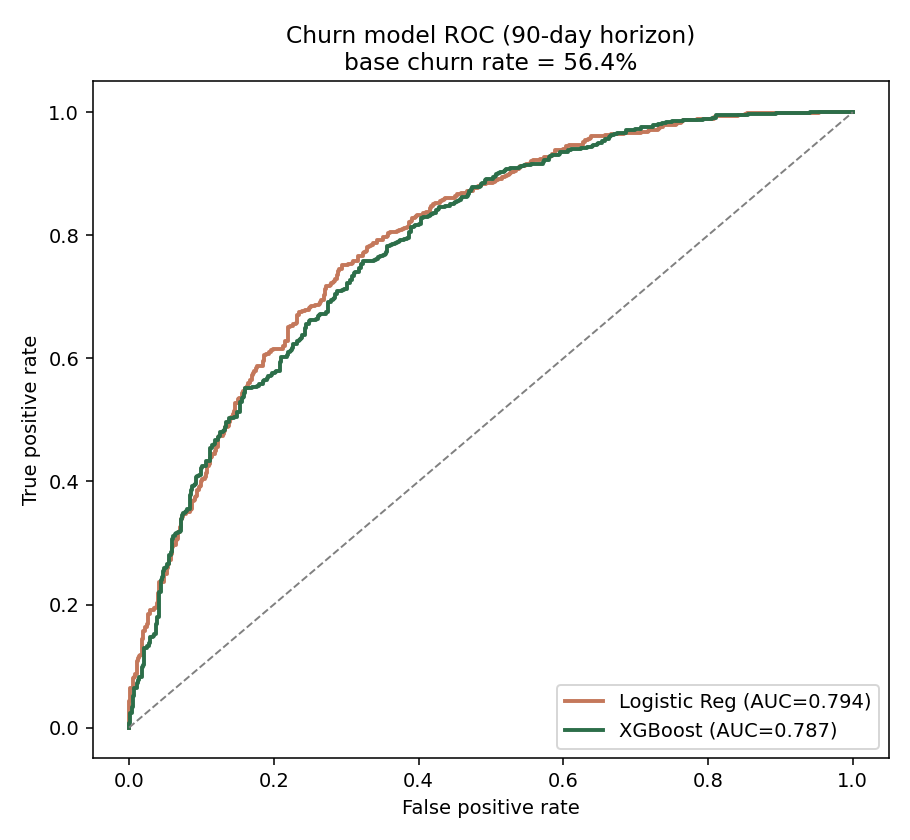 Churn model ROC (90-day horizon)
base churn rate = 56.4%
True positive rate
1.0
0.8
0.6
0.4
0.2
0.0
Logistic Reg (AUC=0.794)
XGBoost (AUC=0.787)
0.0 0.2 0.4 0.6 0.8 1.0
False positive rate